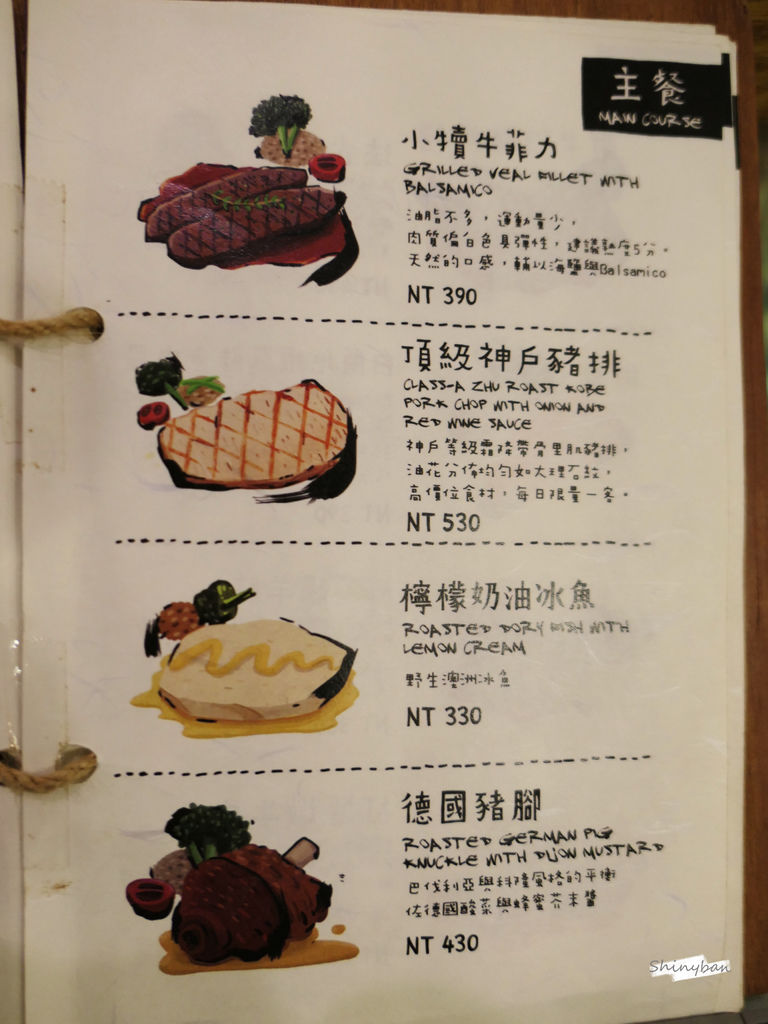 主餐
MAIN COURSE
小犢牛菲力
GRILLED VEAL FILLET WITH
BALSAMICO
油脂不多，運動量少，
肉質偏白色具彈性，建議熟度5分。
天然的口感，輔以海鹽與Balsamico
NT 390
頂級神戶豬排
CLASS-A ZHU ROAST KOBE
PORK CHOP WITH ONION AND
RED WINE SAUCE
神戶等級霜降帶骨里肌豬排，
油花分佈均勻如大理石紋，
高價位食材，每日限量一客。
NT 530
檸檬奶油冰魚
ROASTED DORY FISH WITH
LEMON CREAM
野生澳洲冰魚
NT 330
德國豬腳
ROASTED GERMAN PIG
KNUCKLE WITH DIJON MUSTARD
巴伐利亞與科隆風格的平衡
佐德國酸菜與蜂蜜芥末醬
NT 430
Shinyban